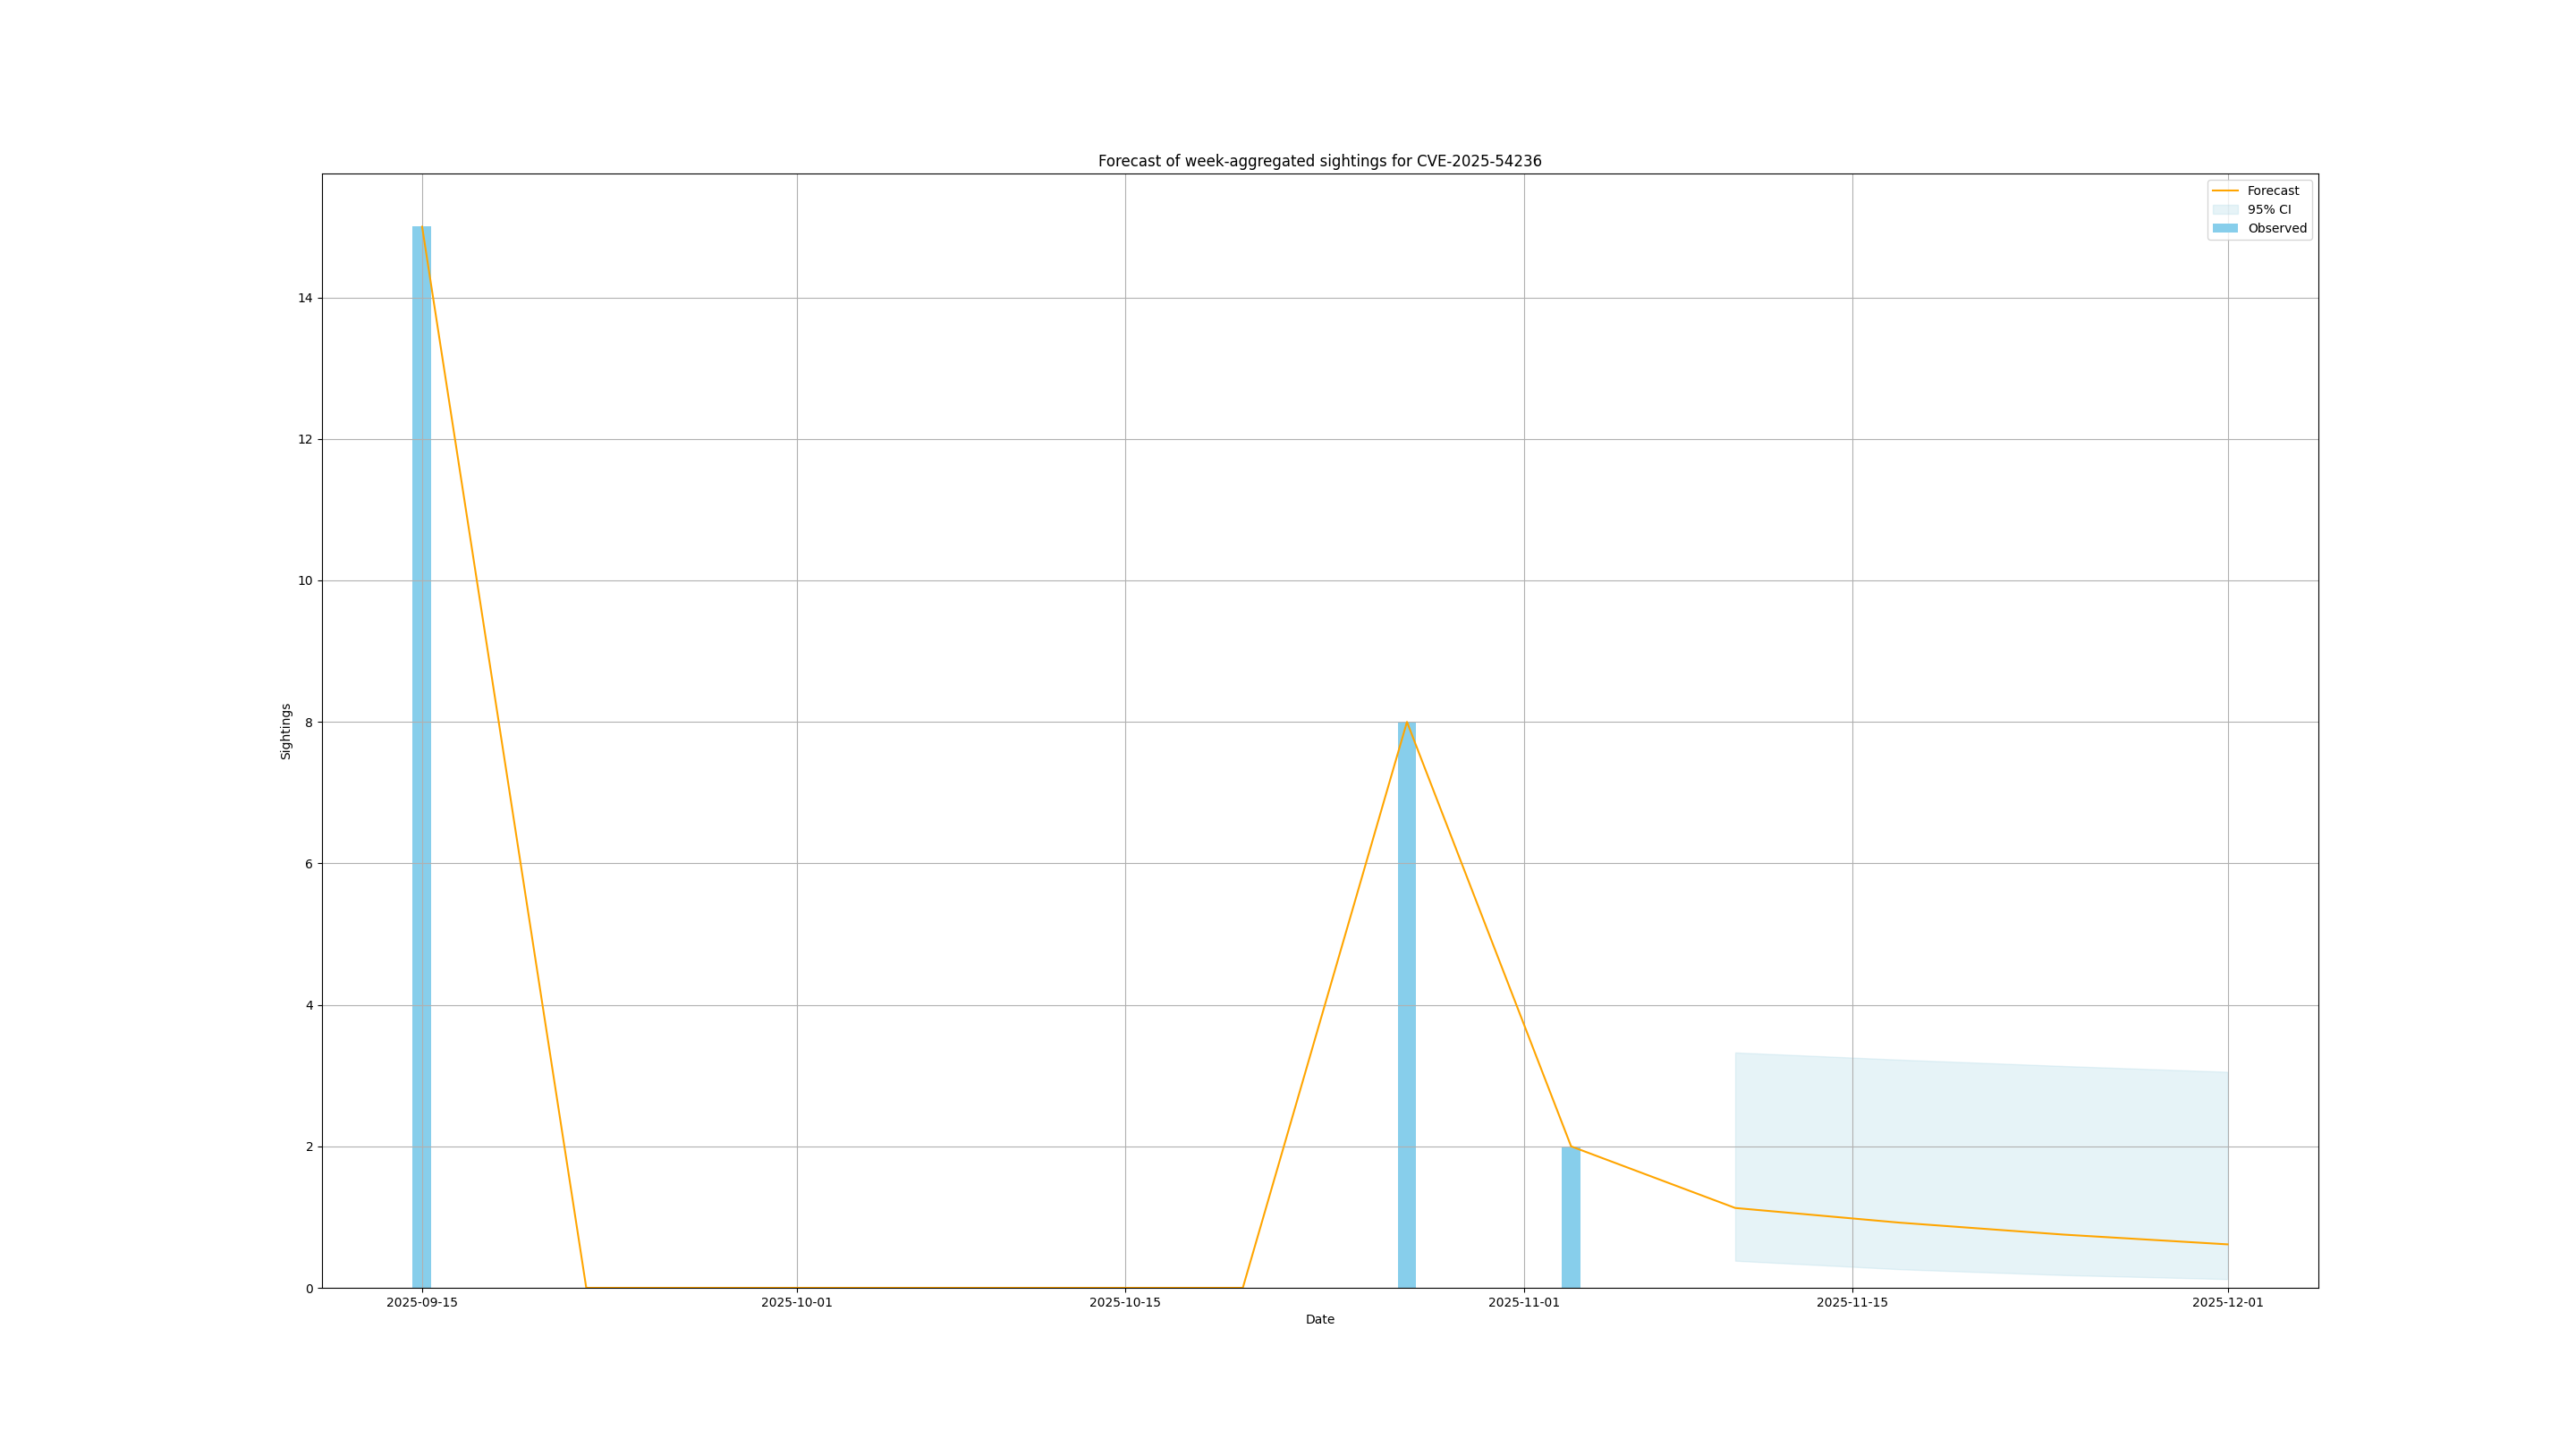 Forecast of week-aggregated sightings for CVE-2025-54236
Forecast
95% CI
Observed
14
12
10
8
6
4
2
0
Sightings
2025-09-15
2025-10-01
2025-10-15
2025-11-01
2025-11-15
2025-12-01
Date